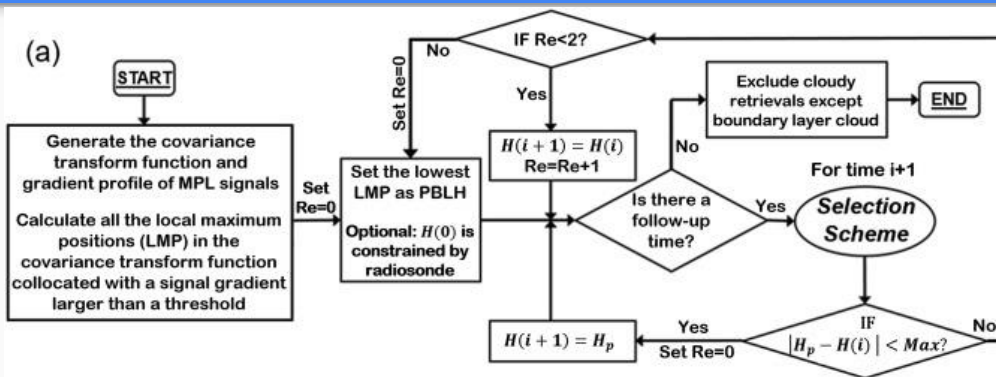 (a)
START
Generate the covariance
transform function and
gradient profile of MPL signals
Calculate all the local maximum
positions (LMP) in the
covariance transform function
collocated with a signal gradient
larger than a threshold
Set
Re=0
Set the lowest
LMP as PBLH
Optional: H(0) is
constrained by
radiosonde
No
Set Re=0
IF Re<2?
Yes
H(i + 1) = H(i)
Re=Re+1
Is there a
follow-up
time?
No
Exclude cloudy
retrievals except
boundary layer cloud
END
Yes
For time i+1
Selection
Scheme
IF
|H_p − H(i)| < Max?
No
Yes
Set Re=0
H(i + 1) = H_p